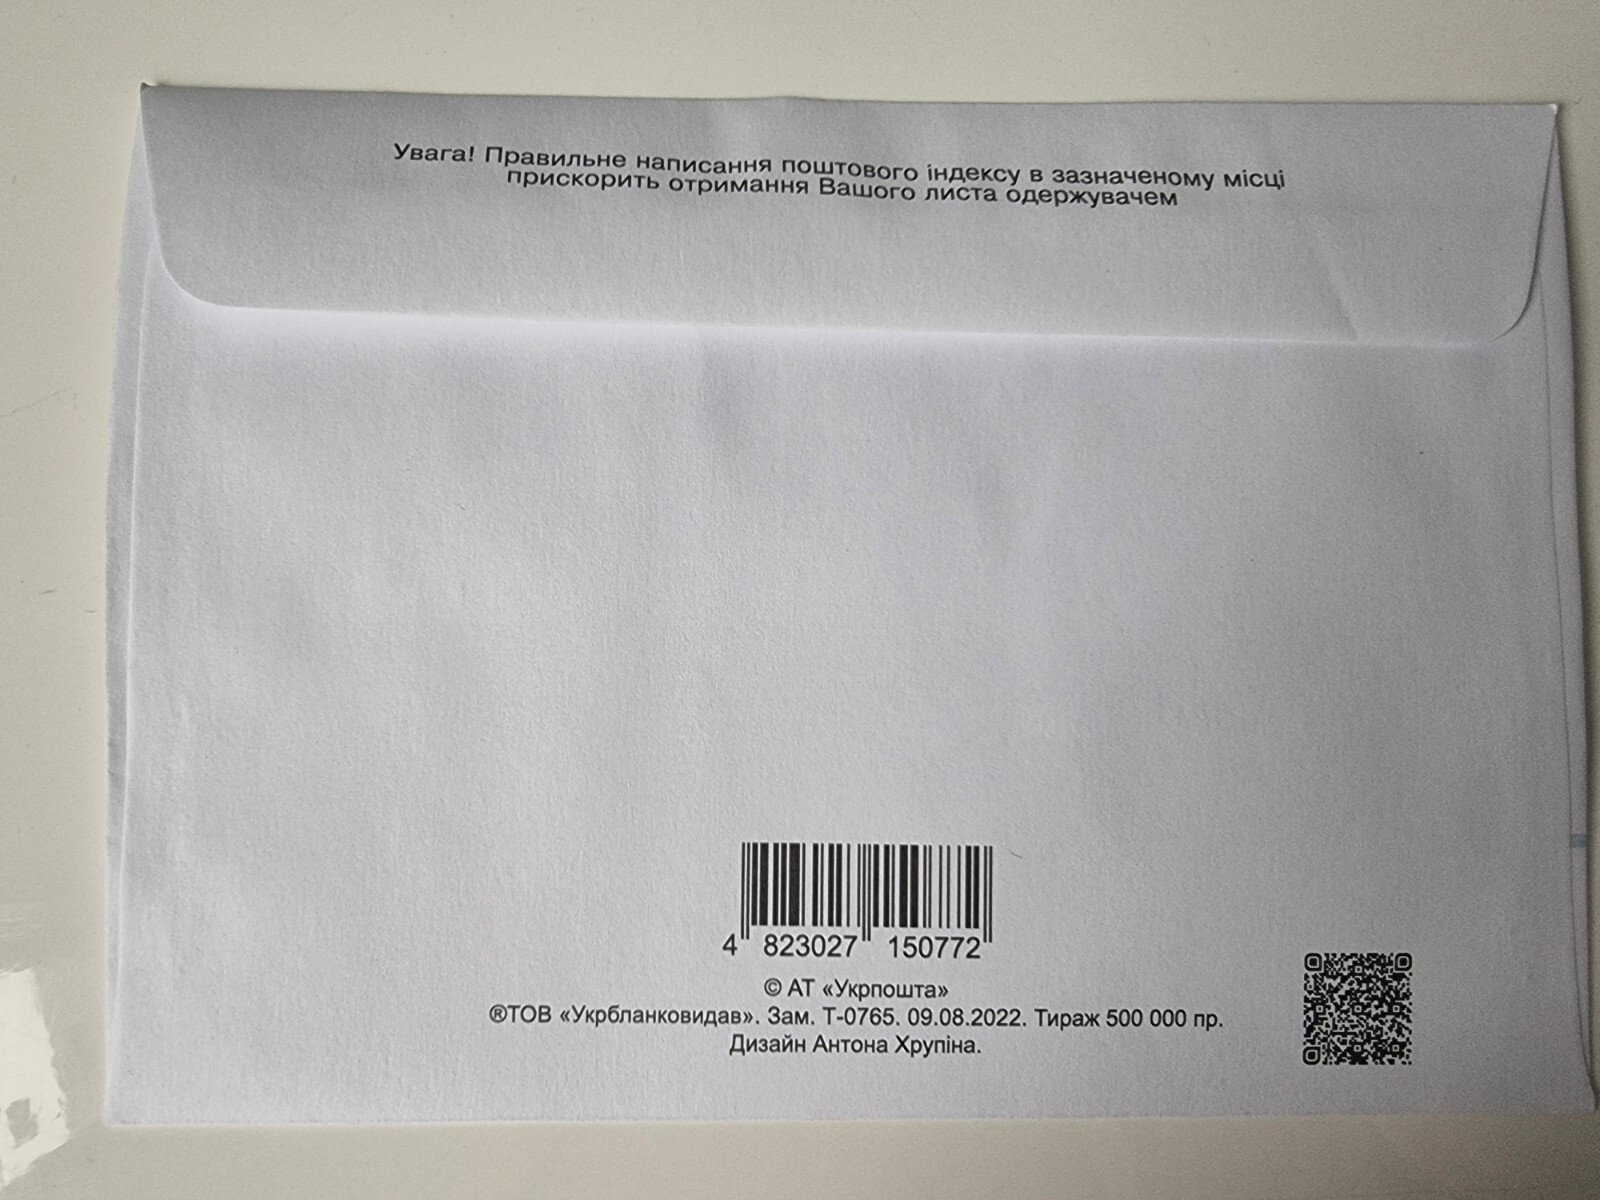 Увага! Правильне написання поштового індексу в зазначеному місці
прискорить отримання Вашого листа одержувачем
4 823027 150772
© АТ «Укрпошта»
®ТОВ «Укрбланковидав». Зам. Т-0765. 09.08.2022. Тираж 500 000 пр.
Дизайн Антона Хрупіна.